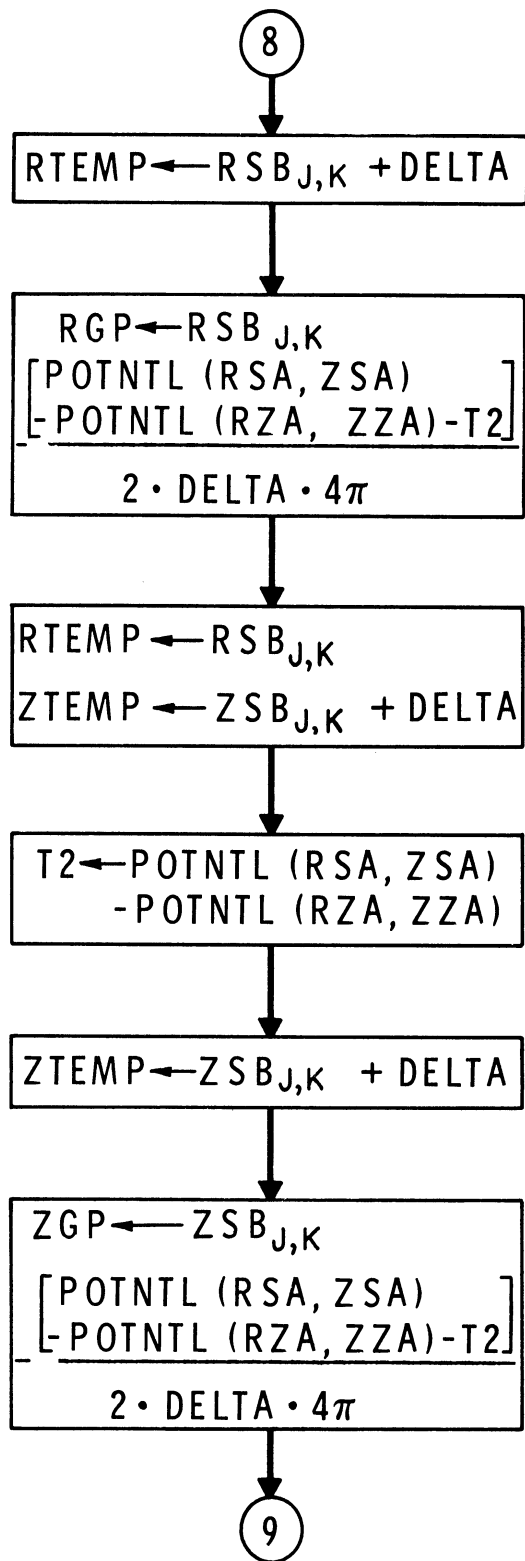 8
RTEMP←RSB J,K +DELTA
RGP←RSB J,K
[POTNTL (RSA, ZSA)
-POTNTL (RZA, ZZA)-T2]
-
2 • DELTA • 4π
RTEMP←RSB J,K
ZTEMP←ZSB J,K + DELTA
T2←POTNTL (RSA, ZSA)
-POTNTL (RZA, ZZA)
ZTEMP←ZSB J,K + DELTA
ZGP←ZSB J,K
[POTNTL (RSA, ZSA)
-POTNTL (RZA, ZZA)-T2]
-
2 • DELTA • 4π
9